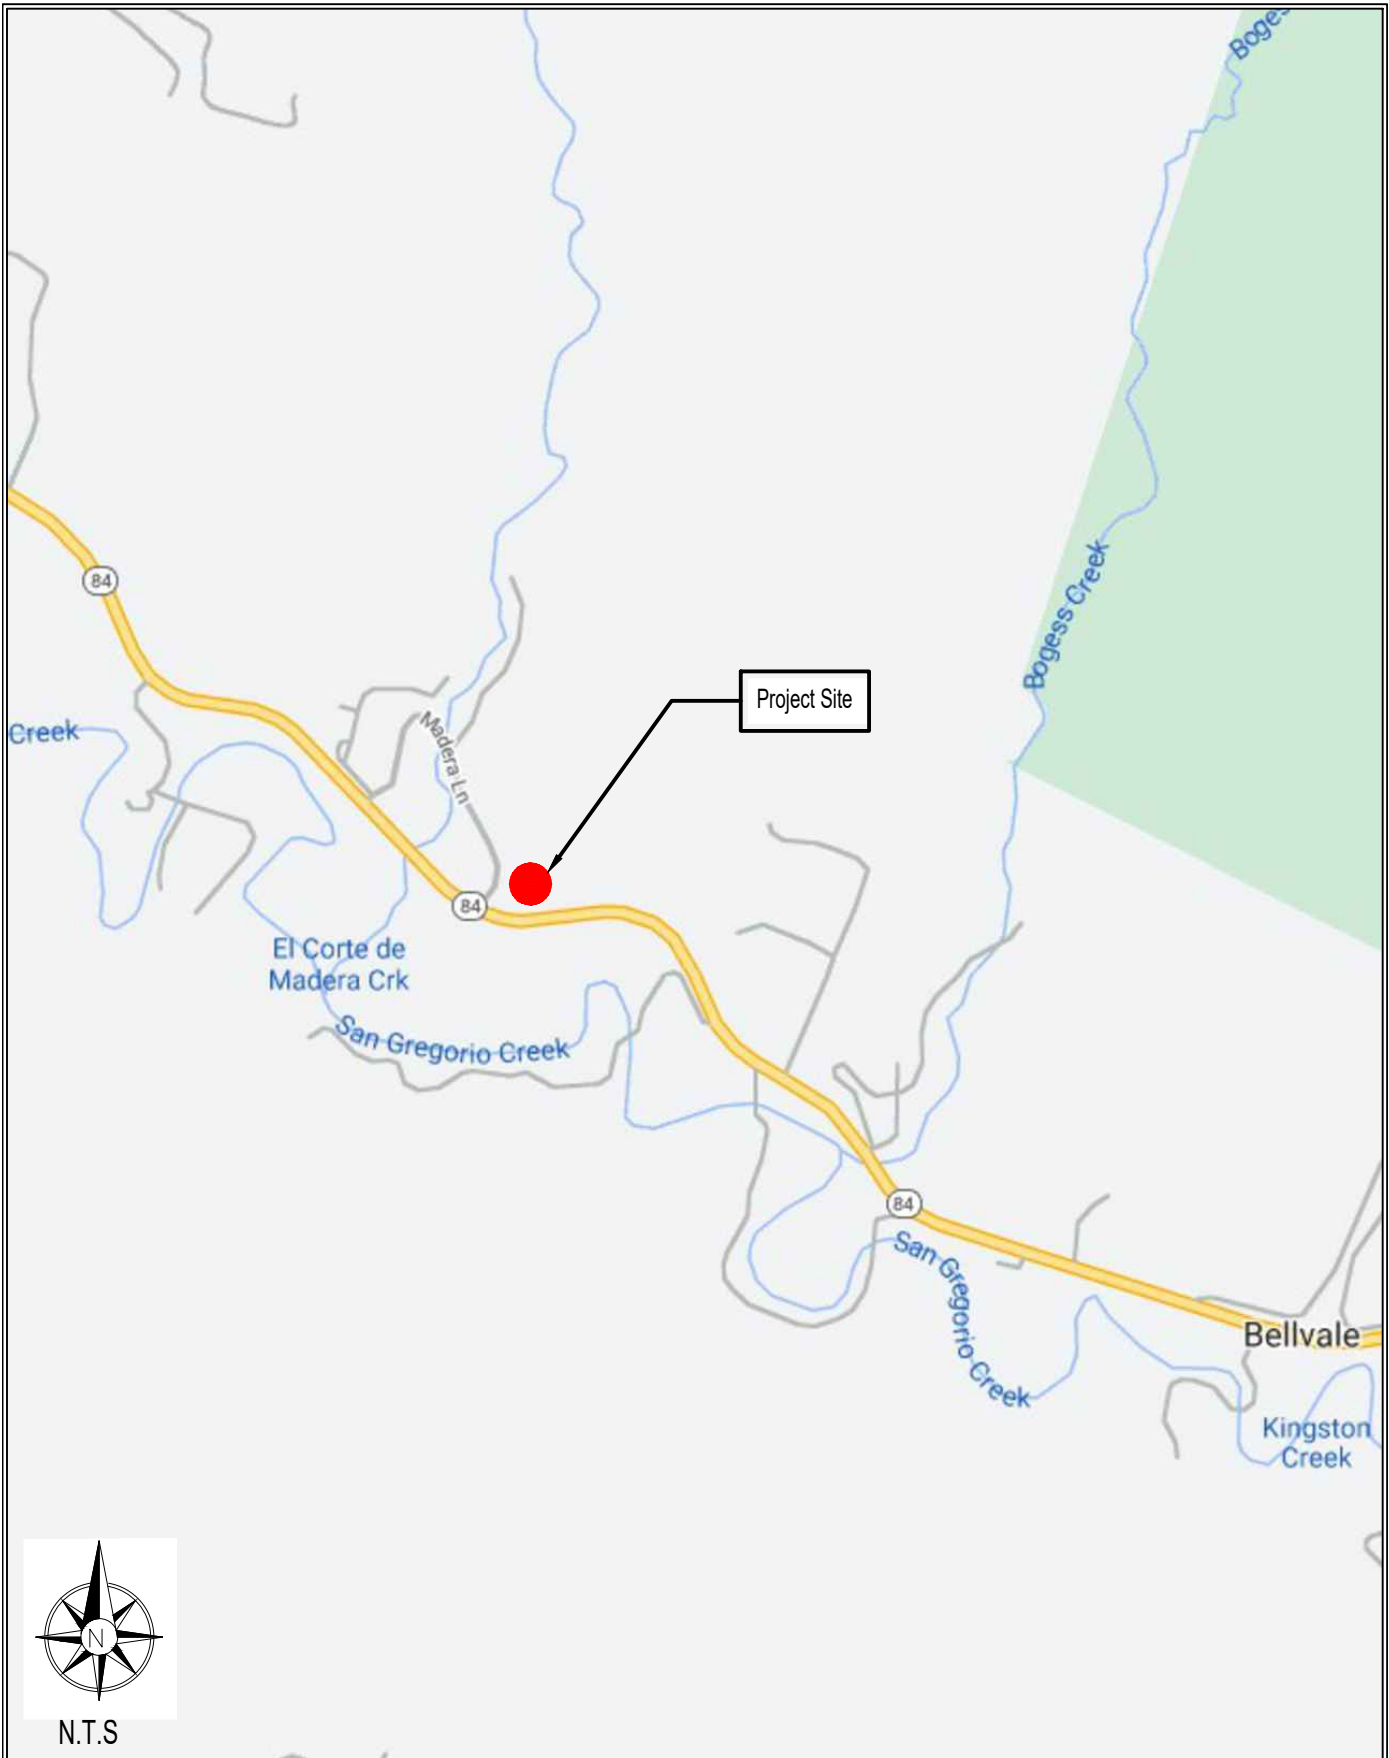 Boges
84
Bogess Creek
Project Site
Madera Ln
Creek
84
El Corte de
Madera Crk
San Gregorio Creek
84
San Gregorio Creek
Bellvale
Kingston
Creek
N
N.T.S